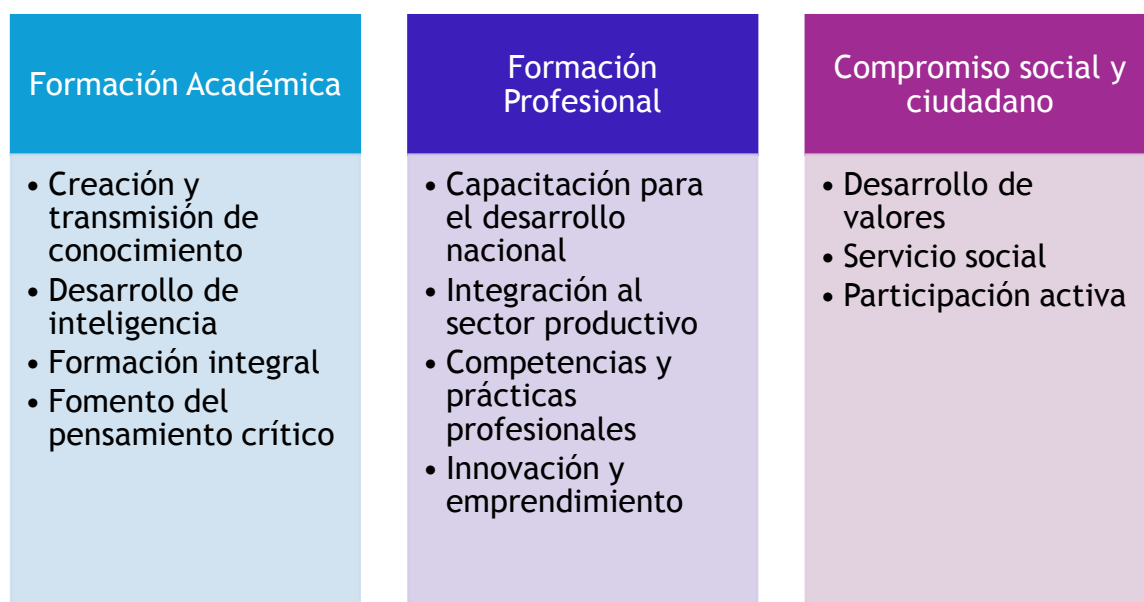 Formación Académica
• Creación y
transmisión de
conocimiento
• Desarrollo de
inteligencia
• Formación integral
• Fomento del
pensamiento crítico
Formación
Profesional
• Capacitación para
el desarrollo
nacional
• Integración al
sector productivo
• Competencias y
prácticas
profesionales
• Innovación y
emprendimiento
Compromiso social y
ciudadano
• Desarrollo de
valores
• Servicio social
• Participación activa